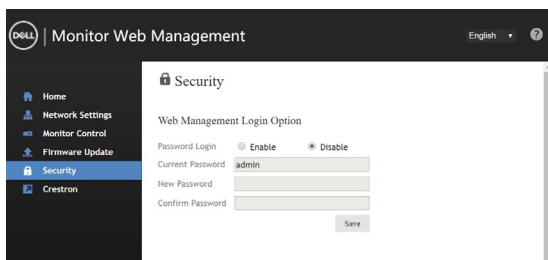 DELL | Monitor Web Management
English
?
Home
Network Settings
Monitor Control
Firmware Update
Security
Crestron
Security
Web Management Login Option
Password Login Enable Disable
Current Password admin
New Password
Confirm Password
Save